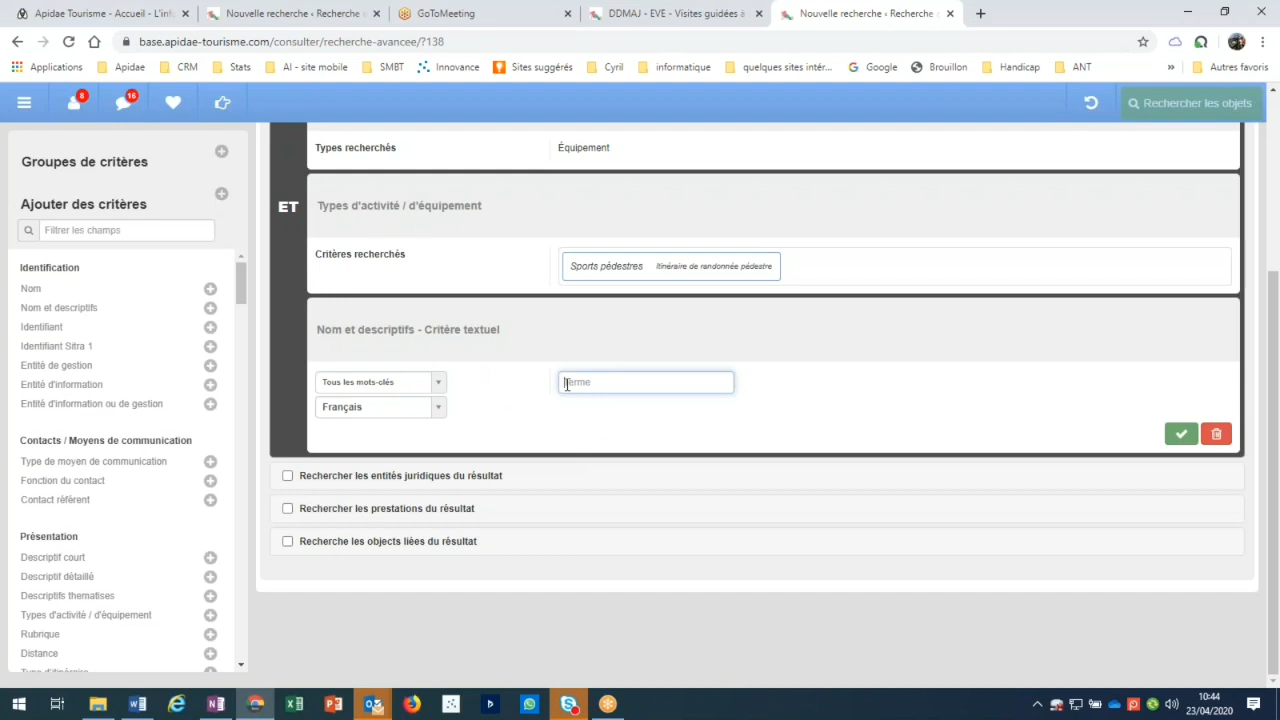 Apidae Tourisme - Accueil - L'inf
Nouvelle recherche ‹ Recherche
GoToMeeting
DDMAJ - EVE - Visites guidées à
Nouvelle recherche ‹ Recherche
base.apidae-tourisme.com/consulter/recherche-avancee/?138
Applications
Apidae
CRM
Stats
AI - site mobile
SMBT
Innovance
Sites suggérés
Cyril
informatique
quelques sites intér...
Google
Brouillon
Handicap
ANT
»
Autres favoris
8
16
Rechercher les objets
Groupes de critères
Ajouter des critères
Filtrer les champs
Identification
Nom
Nom et descriptifs
Identifiant
Identifiant Sitra 1
Entité de gestion
Entité d'information
Entité d'information ou de gestion
Contacts / Moyens de communication
Type de moyen de communication
Fonction du contact
Contact référent
Présentation
Descriptif court
Descriptif détaillé
Descriptifs thematises
Types d'activité / d'équipement
Rubrique
Distance
Type d'itinéraire
Types recherchés
Équipement
ET
Types d'activité / d'équipement
Critères recherchés
Sports pédestres
Itinéraire de randonnée pédestre
Nom et descriptifs - Critère textuel
Tous les mots-clés
Terme
Français
Rechercher les entités juridiques du résultat
Rechercher les prestations du résultat
Recherche les objects liées du résultat
10:44
23/04/2020